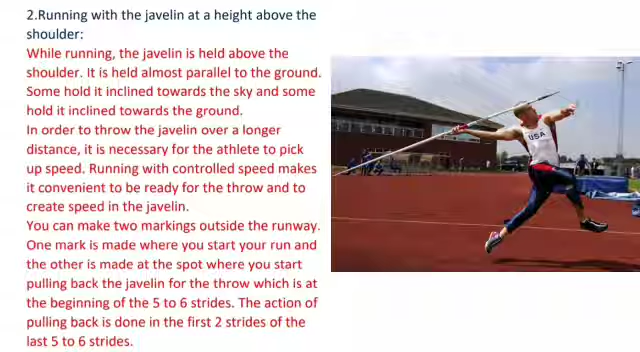 2.Running with the javelin at a height above the
shoulder:
While running, the javelin is held above the
shoulder. It is held almost parallel to the ground.
Some hold it inclined towards the sky and some
hold it inclined towards the ground.
In order to throw the javelin over a longer
distance, it is necessary for the athlete to pick
up speed. Running with controlled speed makes
it convenient to be ready for the throw and to
create speed in the javelin.
You can make two markings outside the runway.
One mark is made where you start your run and
the other is made at the spot where you start
pulling back the javelin for the throw which is at
the beginning of the 5 to 6 strides. The action of
pulling back is done in the first 2 strides of the
last 5 to 6 strides.
USA